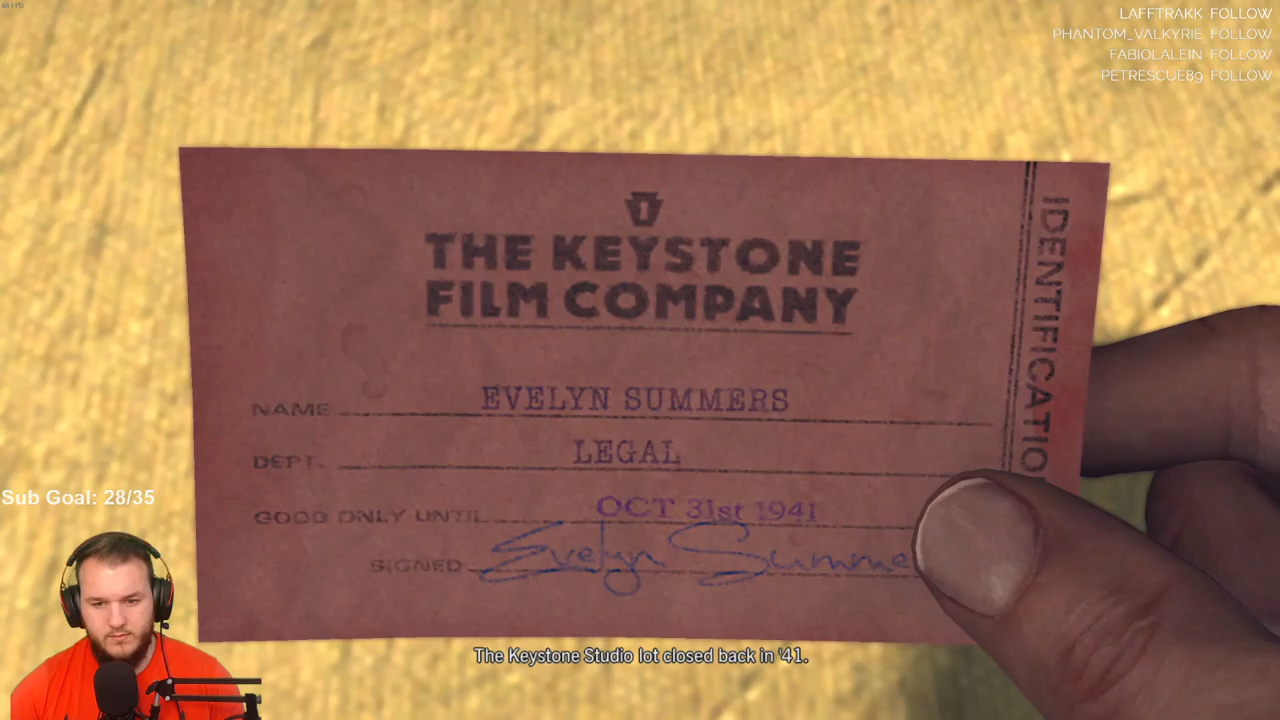 LAFFTRAKK FOLLOW
PHANTOM_VALKYRIE FOLLOW
FABIOLALEIN FOLLOW
PETRESCUE89 FOLLOW
THE KEYSTONE
FILM COMPANY
IDENTIFICATIO
NAME EVELYN SUMMERS
DEPT. LEGAL
GOOD ONLY UNTIL OCT 31st 1941
SIGNED Evelyn Summe
Sub Goal: 28/35
The Keystone Studio lot closed back in '41.